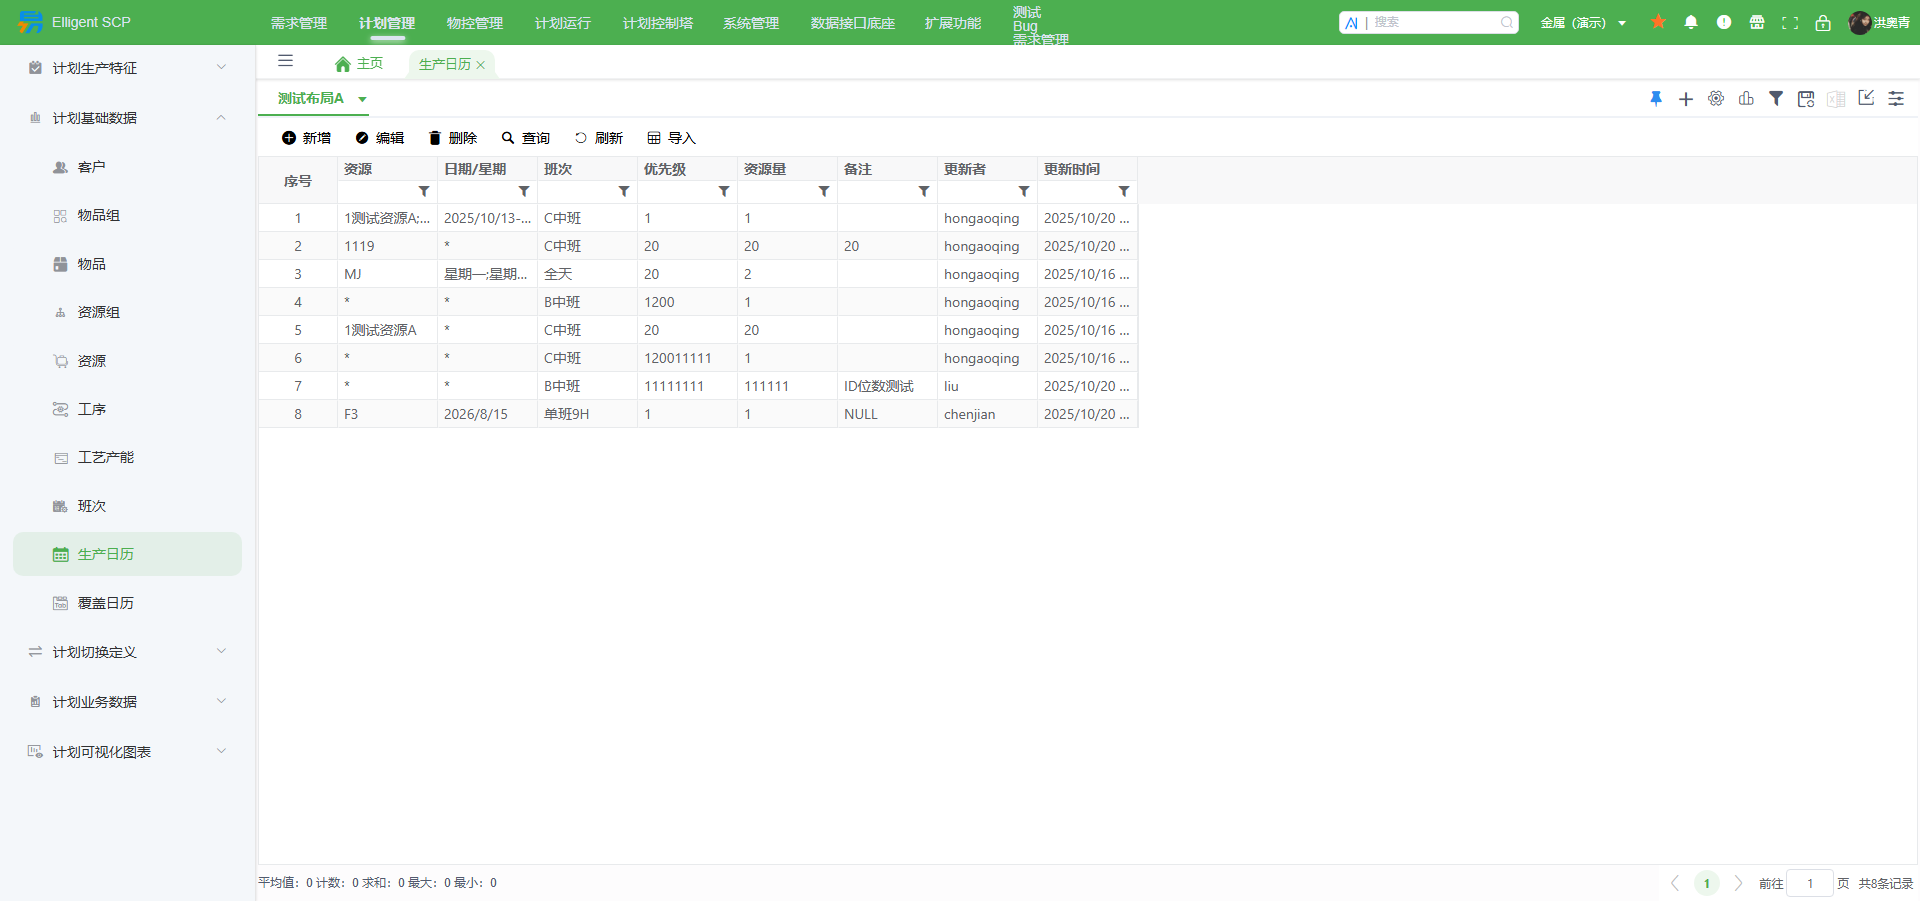 Elligent SCP
需求管理 计划管理 物控管理 计划运行 计划控制塔 系统管理 数据接口底座 扩展功能 测试
Bug
需求管理
AI | 搜索 金属（演示） 洪奥青
主页 生产日历
测试布局A
新增 编辑 删除 查询 刷新 导入
计划生产特征
计划基础数据
客户
物品组
物品
资源组
资源
工序
工艺产能
班次
生产日历
覆盖日历
Tab
计划切换定义
计划业务数据
计划可视化图表
序号 资源 日期/星期 班次 优先级 资源量 备注 更新者 更新时间
1 1测试资源A;... 2025/10/13-... C中班 1 1 hongaoqing 2025/10/20 ...
2 1119 * C中班 20 20 20 hongaoqing 2025/10/20 ...
3 MJ 星期一;星期... 全天 20 2 hongaoqing 2025/10/16 ...
4 * * B中班 1200 1 hongaoqing 2025/10/16 ...
5 1测试资源A * C中班 20 20 hongaoqing 2025/10/16 ...
6 * * C中班 120011111 1 hongaoqing 2025/10/16 ...
7 * * B中班 11111111 111111 ID位数测试 liu 2025/10/20 ...
8 F3 2026/8/15 单班9H 1 1 NULL chenjian 2025/10/20 ...
平均值：0 计数：0 求和：0 最大：0 最小：0
1 前往 1 页 共8条记录